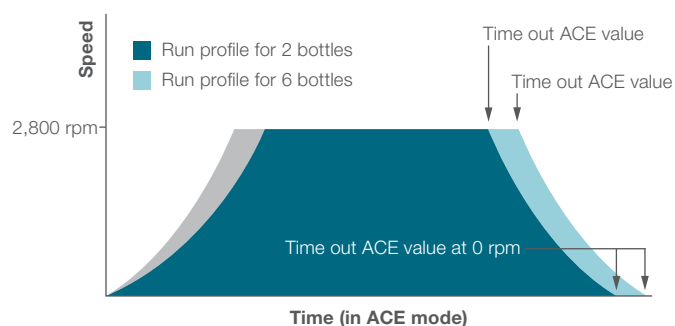 Speed
Time out ACE value
Run profile for 2 bottles
Run profile for 6 bottles
Time out ACE value
2,800 rpm
Time out ACE value at 0 rpm
Time (in ACE mode)